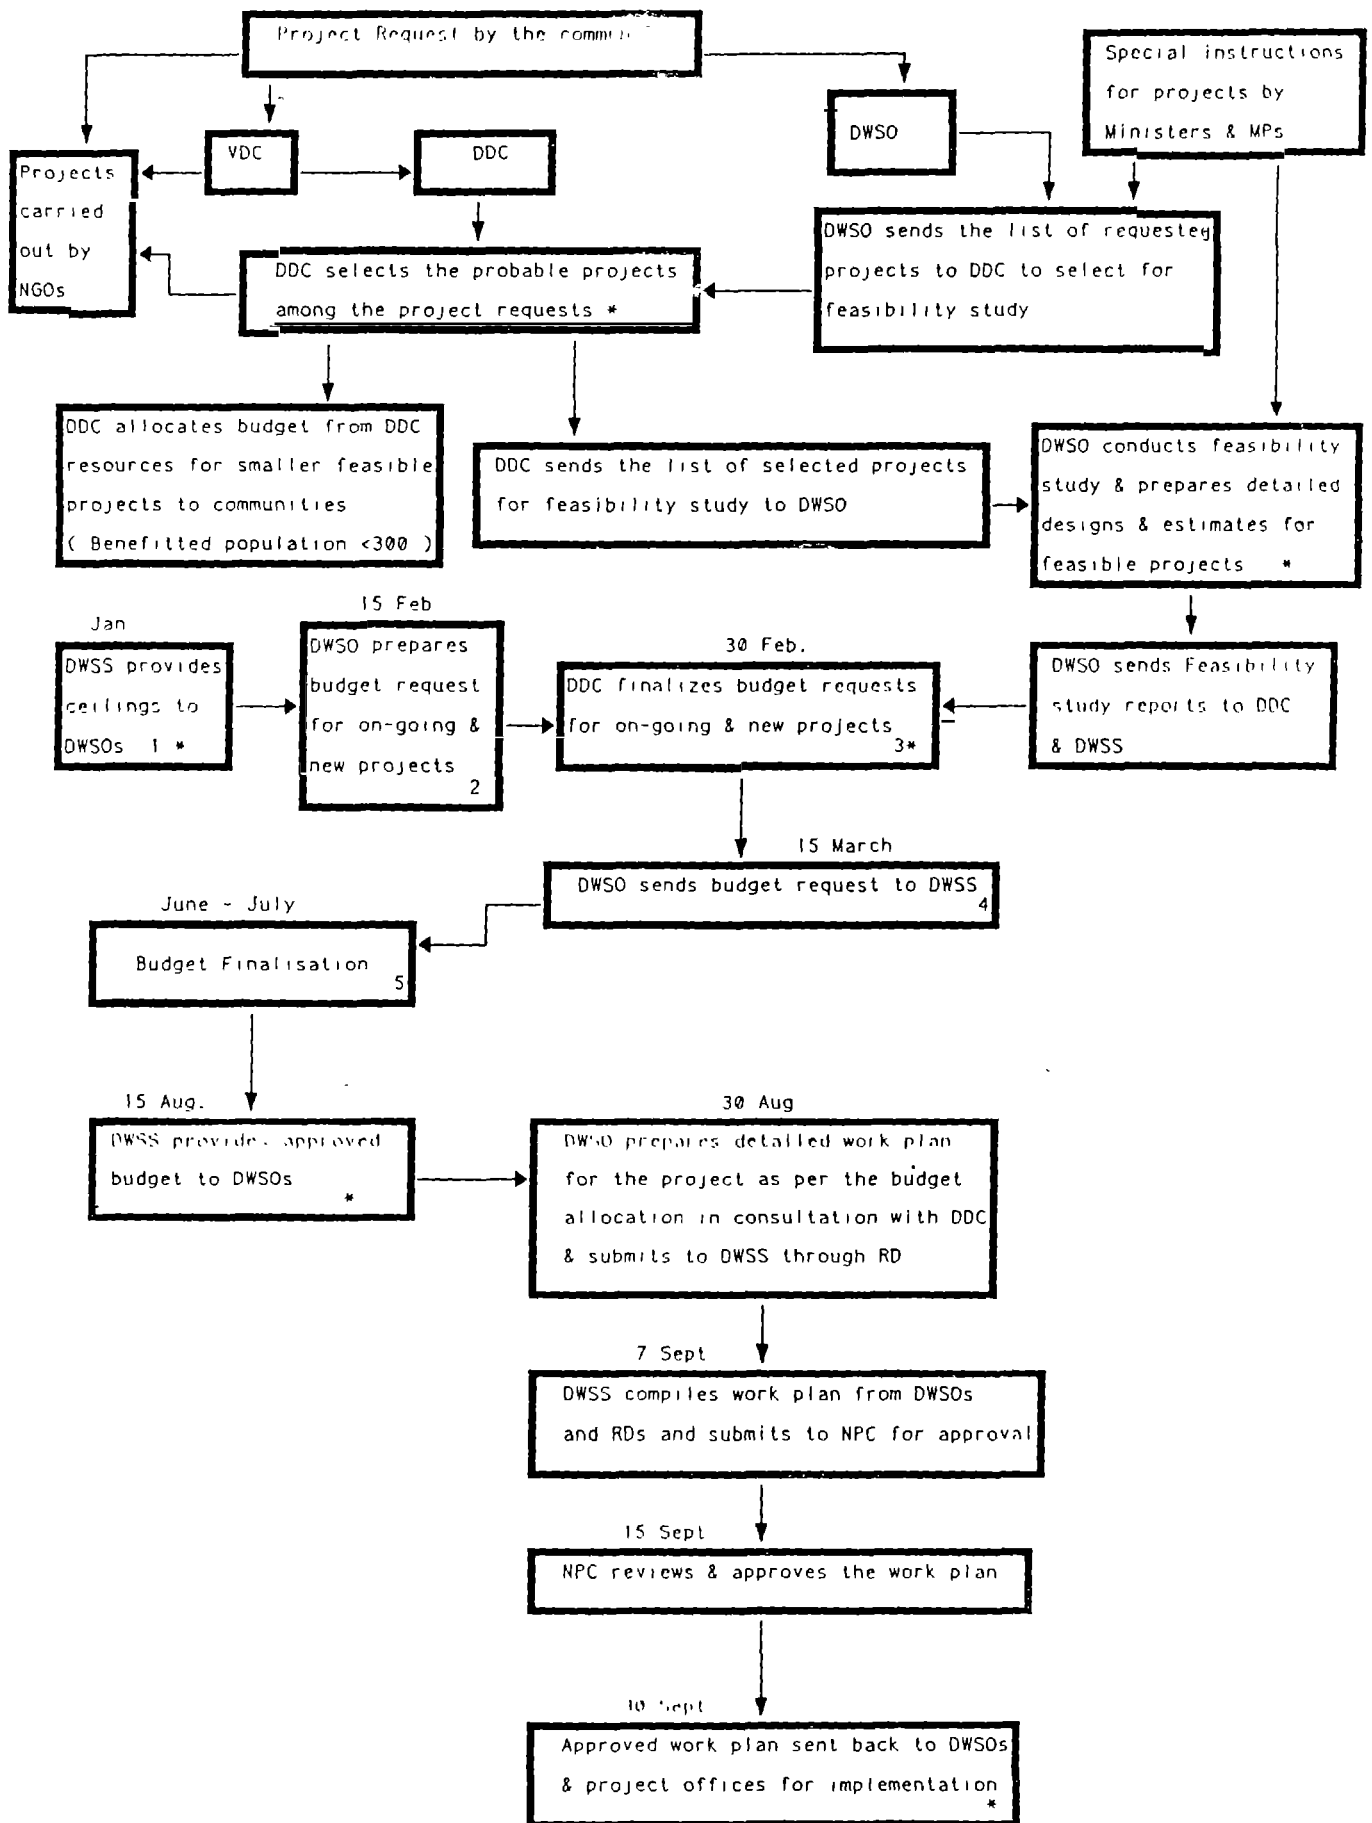 Project Request by the
Special instructions
for projects by
Ministers & MPs
DWSO
VDC
DDC
Projects
carried
out by
NGOs
DWSO sends the list of requested
projects to DDC to select for
feasibility study
DDC selects the probable projects
among the project requests *
DDC allocates budget from DDC
resources for smaller feasible
projects to communities
( Benefitted population <300 )
DDC sends the list of selected projects
for feasibility study to DWSO
DWSO conducts feasibility
study & prepares detailed
designs & estimates for
feasible projects *
Jan
DWSS provides
ceilings to
DWSOs 1 *
15 Feb
DWSO prepares
budget request
for on-going &
new projects
2
30 Feb.
DDC finalizes budget requests
for on-going & new projects
3*
DWSO sends Feasibility
study reports to DDC
& DWSS
15 March
DWSO sends budget request to DWSS
4
June - July
Budget Finalisation
5
15 Aug.
DWSS provides approved
budget to DWSOs
*
30 Aug
DWSO prepares detailed work plan
for the project as per the budget
allocation in consultation with DDC
& submits to DWSS through RD
7 Sept
DWSS compiles work plan from DWSOs
and RDs and submits to NPC for approval
15 Sept
NPC reviews & approves the work plan
Sept
Approved work plan sent back to DWSOs
& project offices for implementation
*